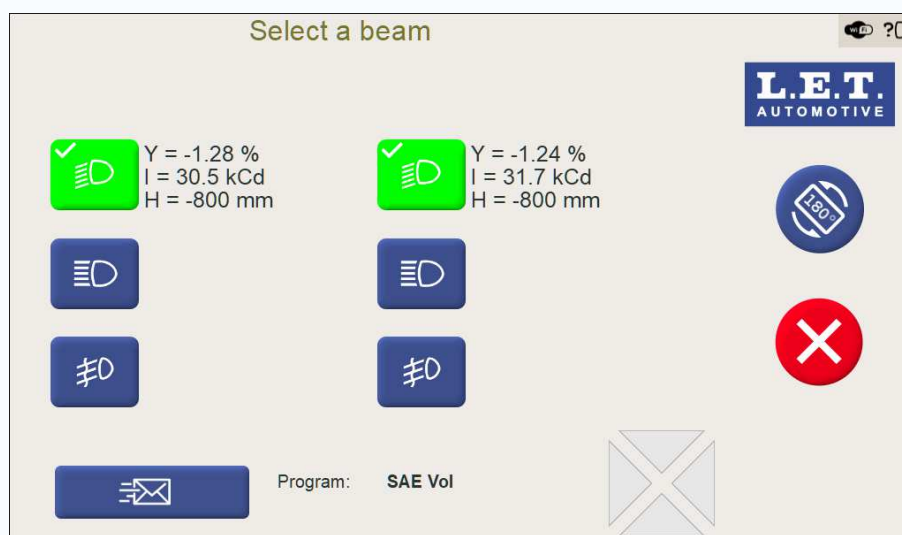 Select a beam
WiFi ?
L.E.T.
AUTOMOTIVE
Y = -1.28 %
I = 30.5 kCd
H = -800 mm
Y = -1.24 %
I = 31.7 kCd
H = -800 mm
180°
Program: SAE Vol